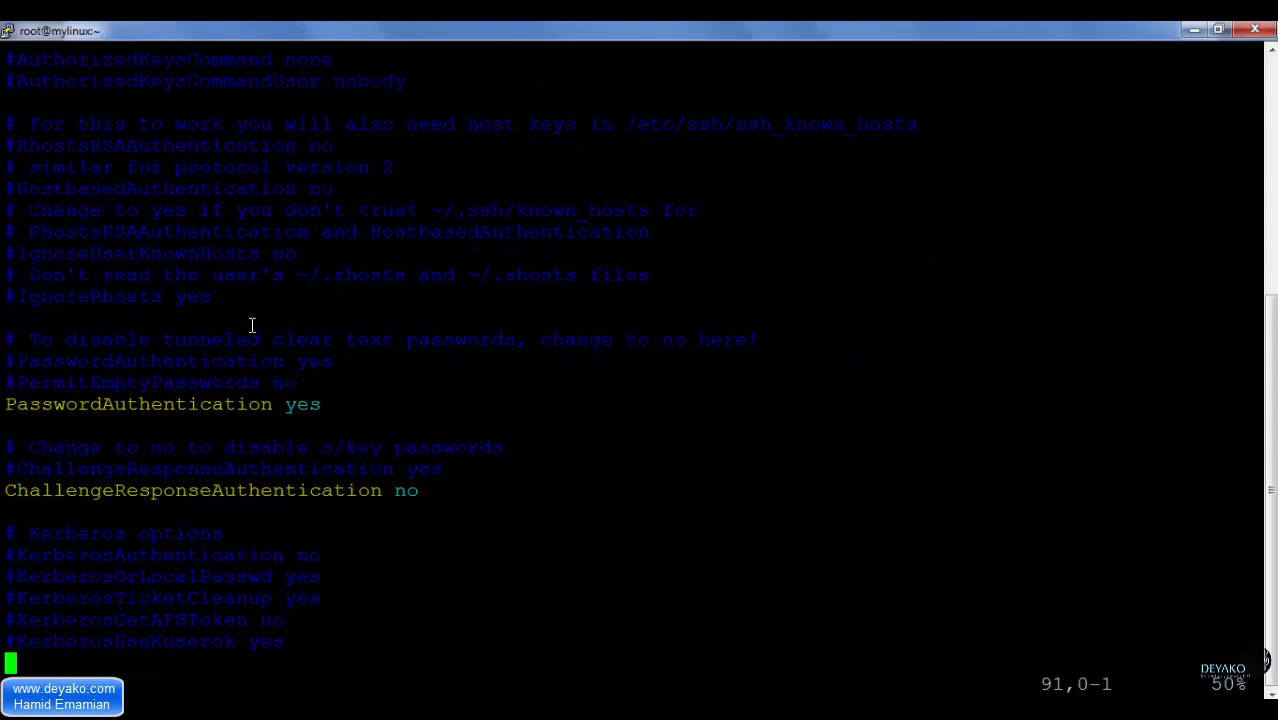 root@mylinux:~
#AuthorizedKeysCommand none
#AuthorizedKeysCommandUser nobody
# For this to work you will also need host keys in /etc/ssh/ssh_known_hosts
#RhostsRSAAuthentication no
# similar for protocol version 2
#HostbasedAuthentication no
# Change to yes if you don't trust ~/.ssh/known_hosts for
# RhostsRSAAuthentication and HostbasedAuthentication
#IgnoreUserKnownHosts no
# Don't read the user's ~/.rhosts and ~/.shosts files
#IgnoreRhosts yes
# To disable tunneled clear text passwords, change to no here!
#PasswordAuthentication yes
#PermitEmptyPasswords no
PasswordAuthentication yes
# Change to no to disable s/key passwords
#ChallengeResponseAuthentication yes
ChallengeResponseAuthentication no
# Kerberos options
#KerberosAuthentication no
#KerberosOrLocalPasswd yes
#KerberosTicketCleanup yes
#KerberosGetAFSToken no
#KerberosUseKuserok yes
91,0-1 50%
DEYAKO
www.deyako.com
Hamid Emamian